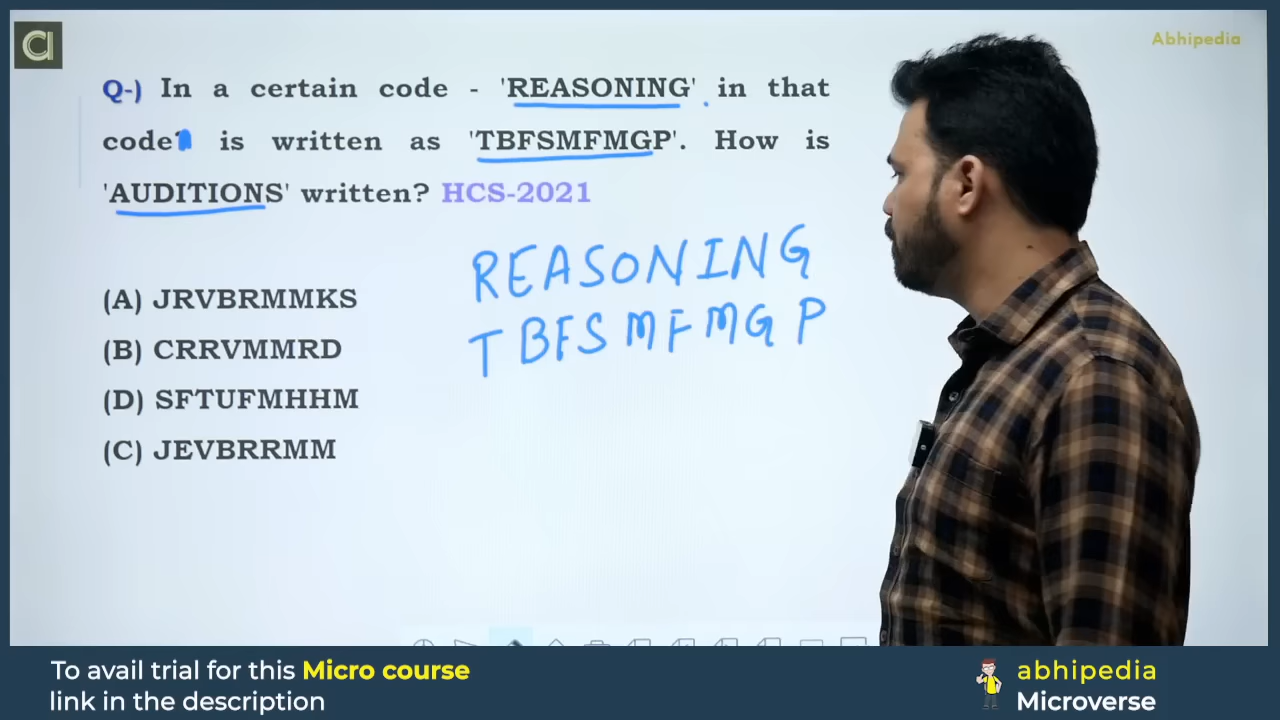 Abhipedia
Q-) In a certain code - 'REASONING' in that
code is written as 'TBFSMFMGP'. How is
'AUDITIONS' written? HCS-2021
REASONING
TBFSMFMGP
(A) JRVBRMMKS
(B) CRRVMMRD
(D) SFTUFMHHM
(C) JEVBRRMM
To avail trial for this Micro course
link in the description
abhipedia
Microverse